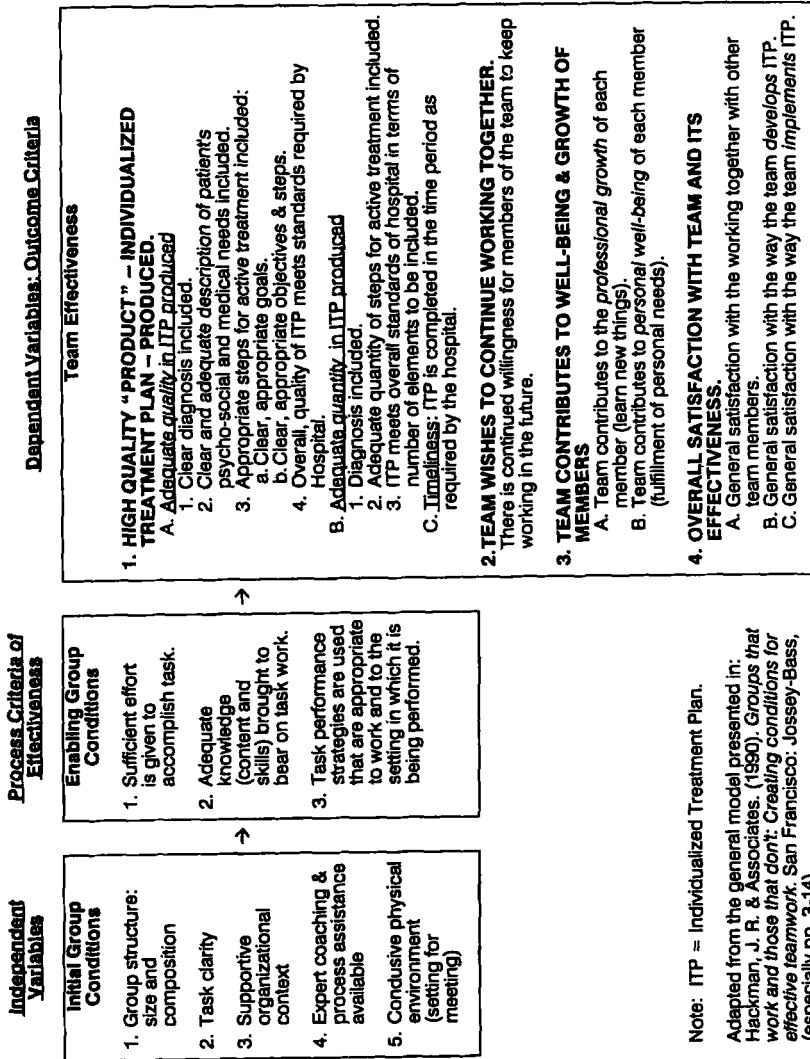 Independent
Variables
Initial Group
Conditions
1. Group structure:
size and
composition
2. Task clarity
3. Supportive
organizational
context
4. Expert coaching &
process assistance
available
5. Condusive physical
environment
(setting for
meeting)
→
Process Criteria of
Effectiveness
Enabling Group
Conditions
1. Sufficient effort
is given to
accomplish task.
2. Adequate
knowledge
(content and
skills) brought to
bear on task work.
3. Task performance
strategies are used
that are appropriate
to work and to the
setting in which it is
being performed.
→
Dependent Variables: Outcome Criteria
Team Effectiveness
1. HIGH QUALITY "PRODUCT" – INDIVIDUALIZED
TREATMENT PLAN – PRODUCED.
A. Adequate quality in ITP produced
1. Clear diagnosis included.
2. Clear and adequate description of patient's
psycho-social and medical needs included.
3. Appropriate steps for active treatment included:
a. Clear, appropriate goals.
b. Clear, appropriate objectives & steps.
4. Overall, quality of ITP meets standards required by
Hospital.
B. Adequate quantity in ITP produced
1. Diagnosis included.
2. Adequate quantity of steps for active treatment included.
3. ITP meets overall standards of hospital in terms of
number of elements to be included.
C. Timeliness: ITP is completed in the time period as
required by the hospital.
2. TEAM WISHES TO CONTINUE WORKING TOGETHER.
There is continued willingness for members of the team to keep
working in the future.
3. TEAM CONTRIBUTES TO WELL-BEING & GROWTH OF
MEMBERS
A. Team contributes to the professional growth of each
member (learn new things).
B. Team contributes to personal well-being of each member
(fulfillment of personal needs).
4. OVERALL SATISFACTION WITH TEAM AND ITS
EFFECTIVENESS.
A. General satisfaction with the working together with other
team members.
B. General satisfaction with the way the team develops ITP.
C. General satisfaction with the way the team implements ITP.
Note: ITP = Individualized Treatment Plan.
Adapted from the general model presented in:
Hackman, J. R. & Associates. (1990). Groups that
work and those that don't: Creating conditions for
effective teamwork. San Francisco: Jossey-Bass,
(especially pp. 3-14)